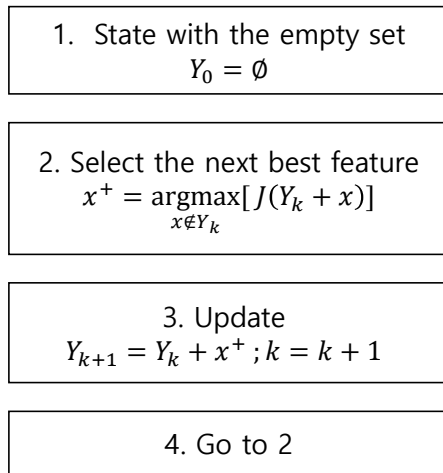 1. State with the empty set
Y₀ = ∅
2. Select the next best feature
x⁺ = argmax[J(Yₖ + x)]
x∉Yₖ
3. Update
Yₖ₊₁ = Yₖ + x⁺ ; k = k + 1
4. Go to 2